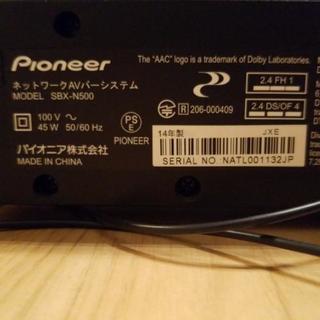 Pioneer
ネットワークAVバーシステム
MODEL SBX-N500
100 V ~
45 W 50/60 Hz
PS
E
PIONEER
パイオニア株式会社
MADE IN CHINA
The "AAC" logo is a trademark of Dolby Laboratories.
R 206-000409
2.4 FH 1
2.4 DS/OF 4
14年製
JXE
SERIAL NO.:NATL001132JP